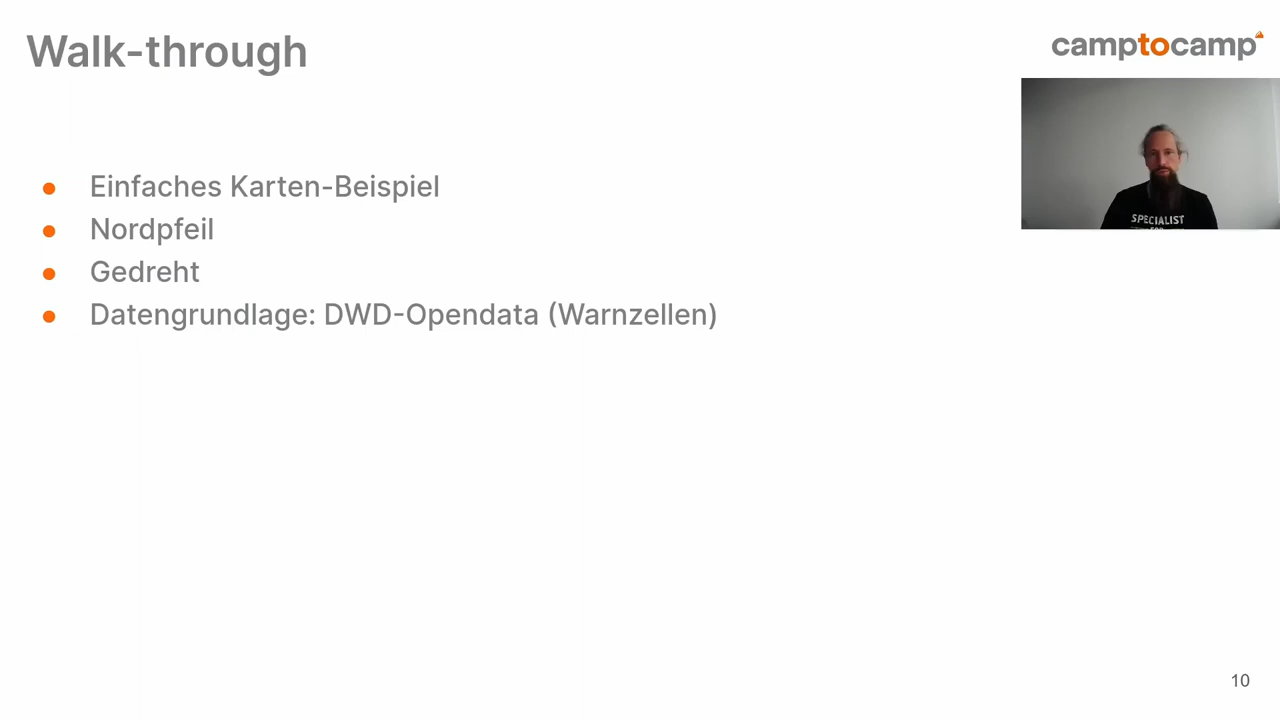 Walk-through
camptocamp
SPECIALIST
Einfaches Karten-Beispiel
Nordpfeil
Gedreht
Datengrundlage: DWD-Opendata (Warnzellen)
10